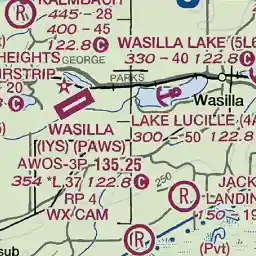 KALMBACH
R 445 - 28
400 - 45
122.8 C
WASILLA LAKE (5L6
330 - 40 122.8
HEIGHTS
GEORGE
PARKS
AIRSTRIP
20
Wasilla
LAKE LUCILLE (4A
300 - -50 122.8
WASILLA
(IYS) (PAWS)
AWOS-3P 135.25
354 *L 37 122.8 C
RP 4
WX CAM
250
R
JACK
LANDIN
150 - 19
R
(Pvt)
sub